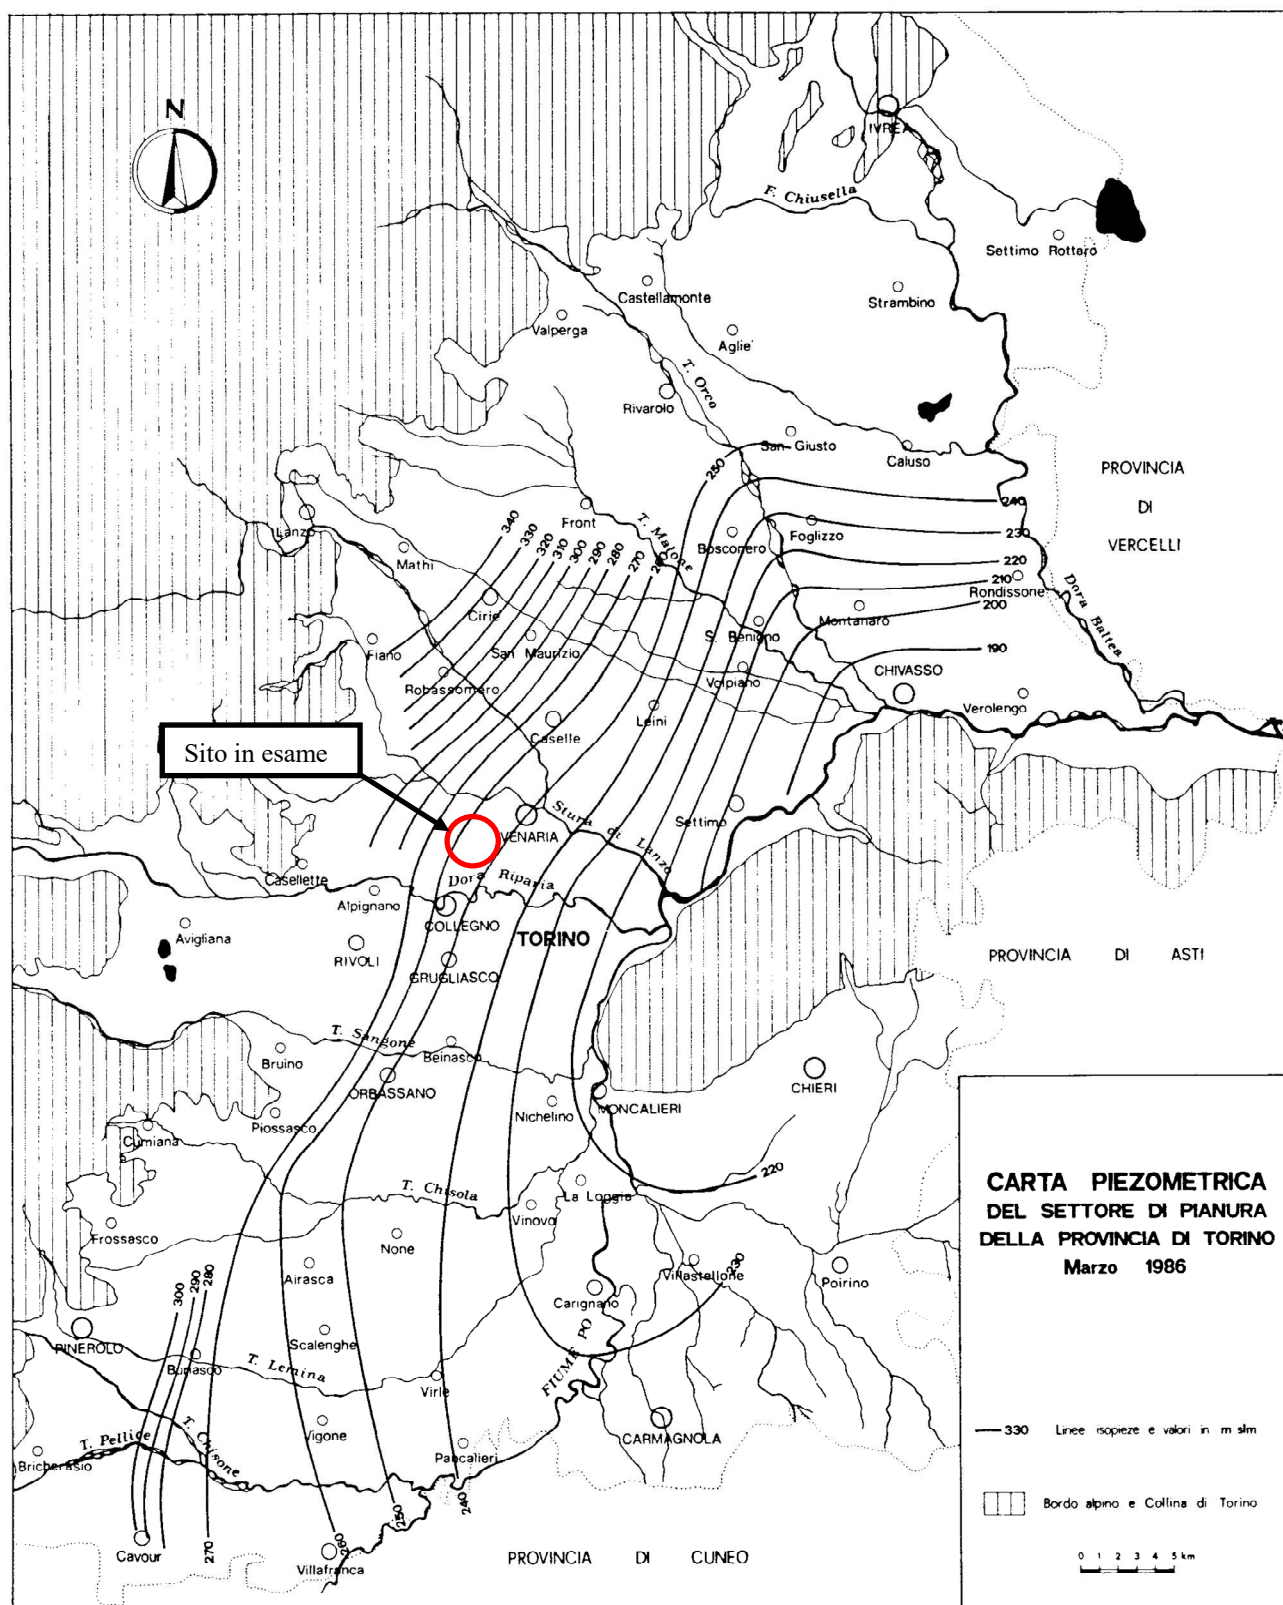 N
IVREA
F. Chiusella
Settimo Rottaro
Castellamonte
Strambino
Valperga
Aglie'
T. Orco
Rivarolo
San Giusto
Caluso
250
PROVINCIA
DI
VERCELLI
340
330
320
310
300
290
280
270
260
240
230
220
210
200
190
Lanzo
Front
T. Malone
Bosconero
Foglizzo
Mathi
Rondissone
Dora Baltea
Cirie'
Montanaro
S. Benigno
Fiano
San Maurizio
Robassomero
Volpiano
CHIVASSO
Verolengo
Leini
Caselle
Sito in esame
Stura di Lanzo
Settimo
VENARIA
Casellette
Dora Riparia
Alpignano
COLLEGNO
Avigliana
RIVOLI
TORINO
GRUGLIASCO
PROVINCIA DI ASTI
T. Sangone
Beinasco
Bruino
ORBASSANO
CHIERI
Nichelino
MONCALIERI
Piossasco
Cumiana
220
T. Chisola
La Loggia
Vinovo
Frossasco
None
Airasca
Villastellone
230
Poirino
Carignano
300
290
280
PINEROLO
Scalenghe
Buriasco
T. Lemina
Virle
FIUME PO
Vigone
CARMAGNOLA
T. Pellice
T. Chisone
Bricherasio
Pancalieri
240
250
260
270
Cavour
Villafranca
PROVINCIA DI CUNEO
CARTA PIEZOMETRICA
DEL SETTORE DI PIANURA
DELLA PROVINCIA DI TORINO
Marzo 1986
330 Linee isopieze e valori in m slm
Bordo alpino e Collina di Torino
0 1 2 3 4 5 km